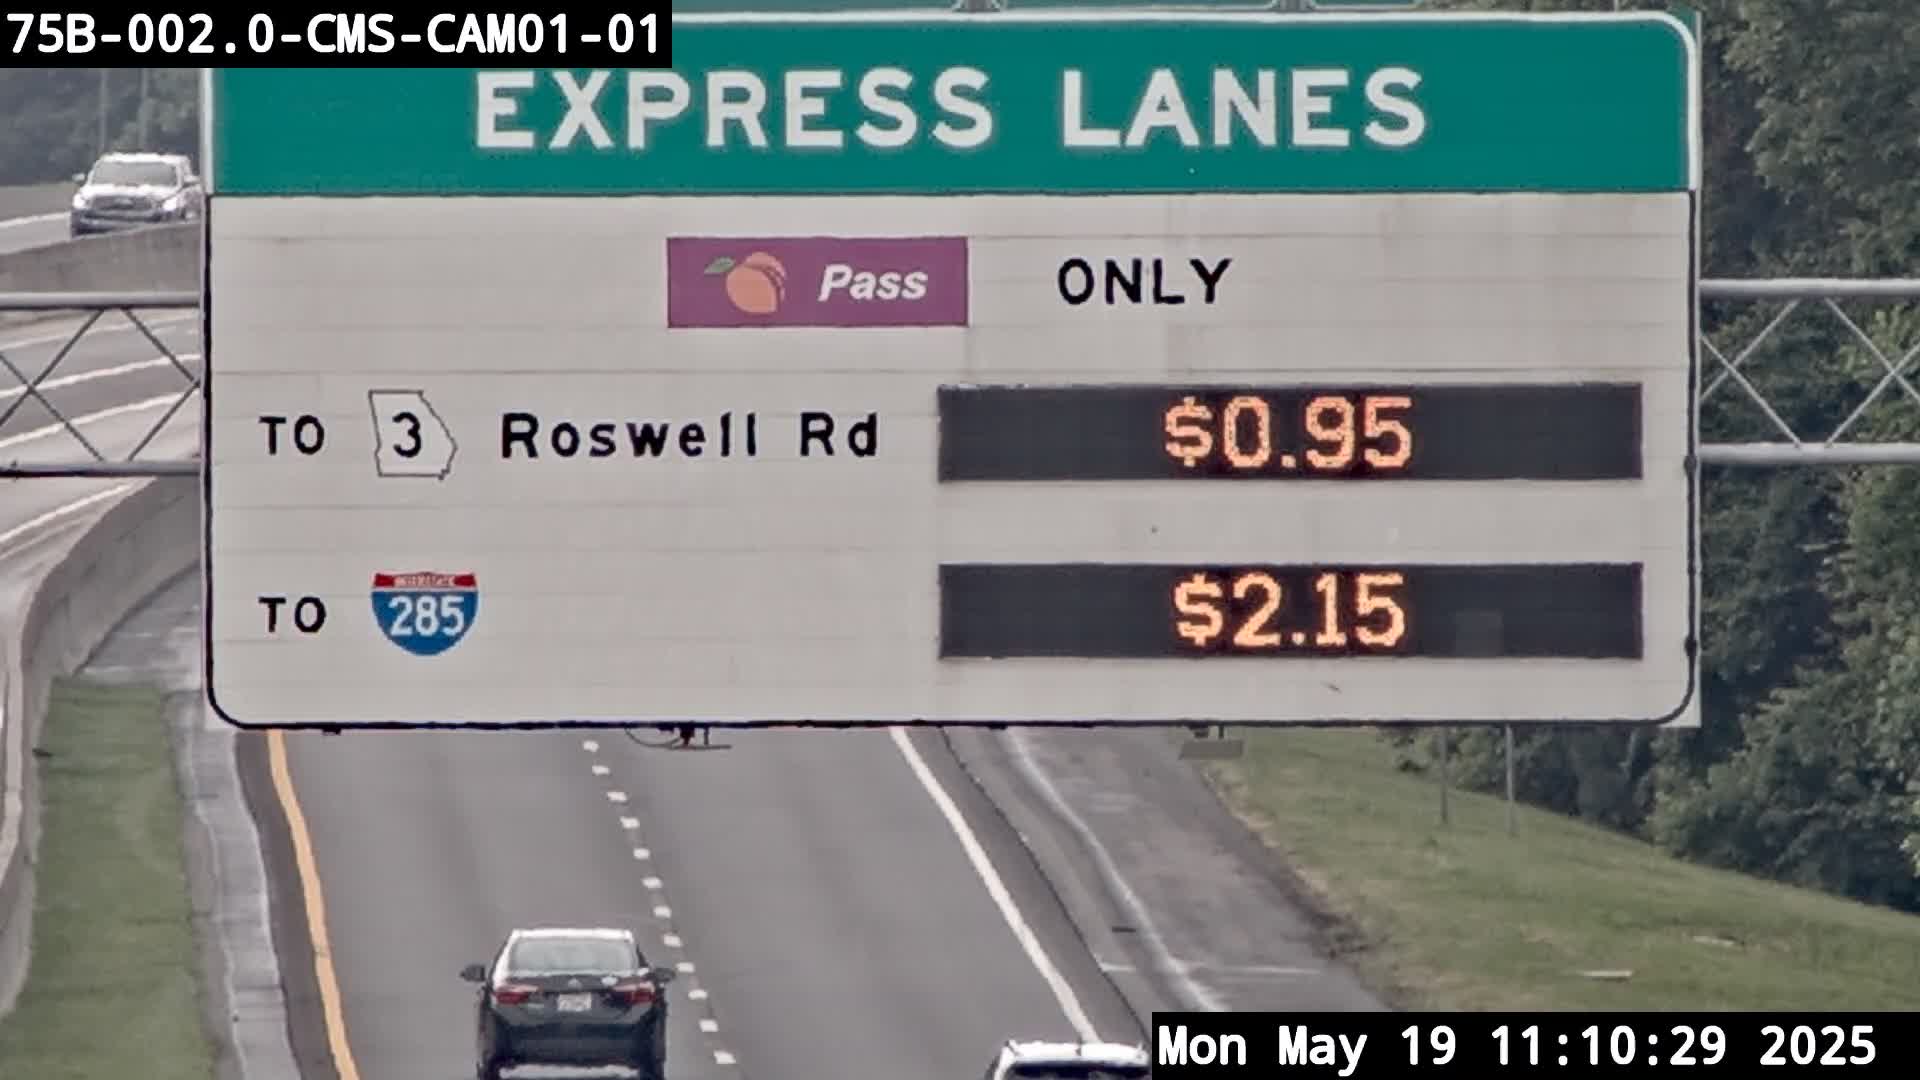 75B-002.0-CMS-CAM01-01
EXPRESS LANES
Pass ONLY
TO 3 Roswell Rd $0.95
INTERSTATE
TO 285 $2.15
Mon May 19 11:10:29 2025